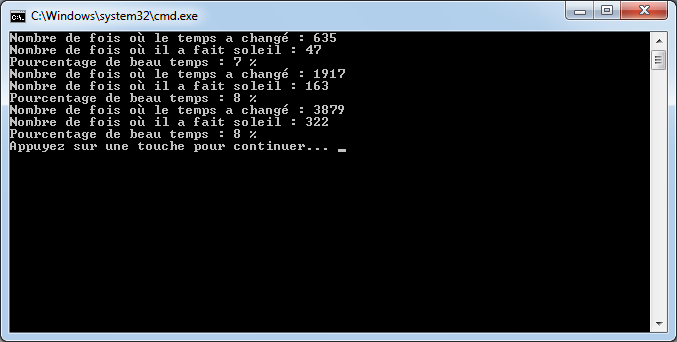 C:\Windows\system32\cmd.exe
Nombre de fois où le temps a changé : 635
Nombre de fois où il a fait soleil : 47
Pourcentage de beau temps : 7 %
Nombre de fois où le temps a changé : 1917
Nombre de fois où il a fait soleil : 163
Pourcentage de beau temps : 8 %
Nombre de fois où le temps a changé : 3879
Nombre de fois où il a fait soleil : 322
Pourcentage de beau temps : 8 %
Appuyez sur une touche pour continuer... _